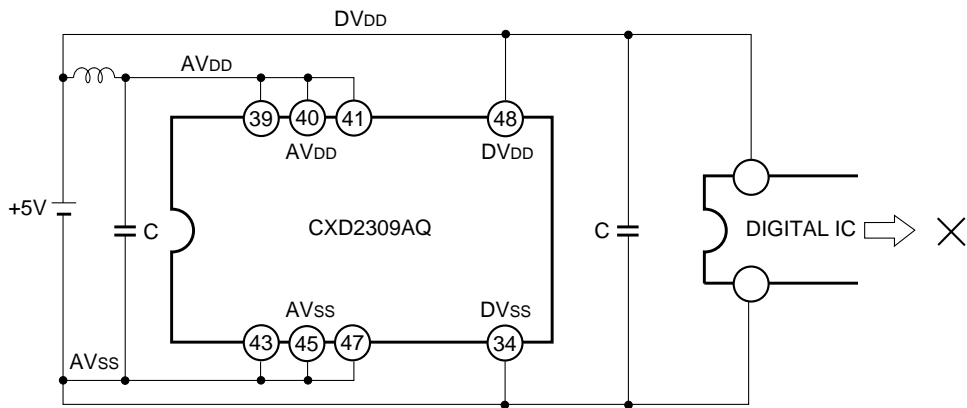 DVDD
AVDD
39 40 41 48
AVDD DVDD
+5V
C
CXD2309AQ
C
DIGITAL IC
AVSS DVSS
43 45 47 34
AVSS